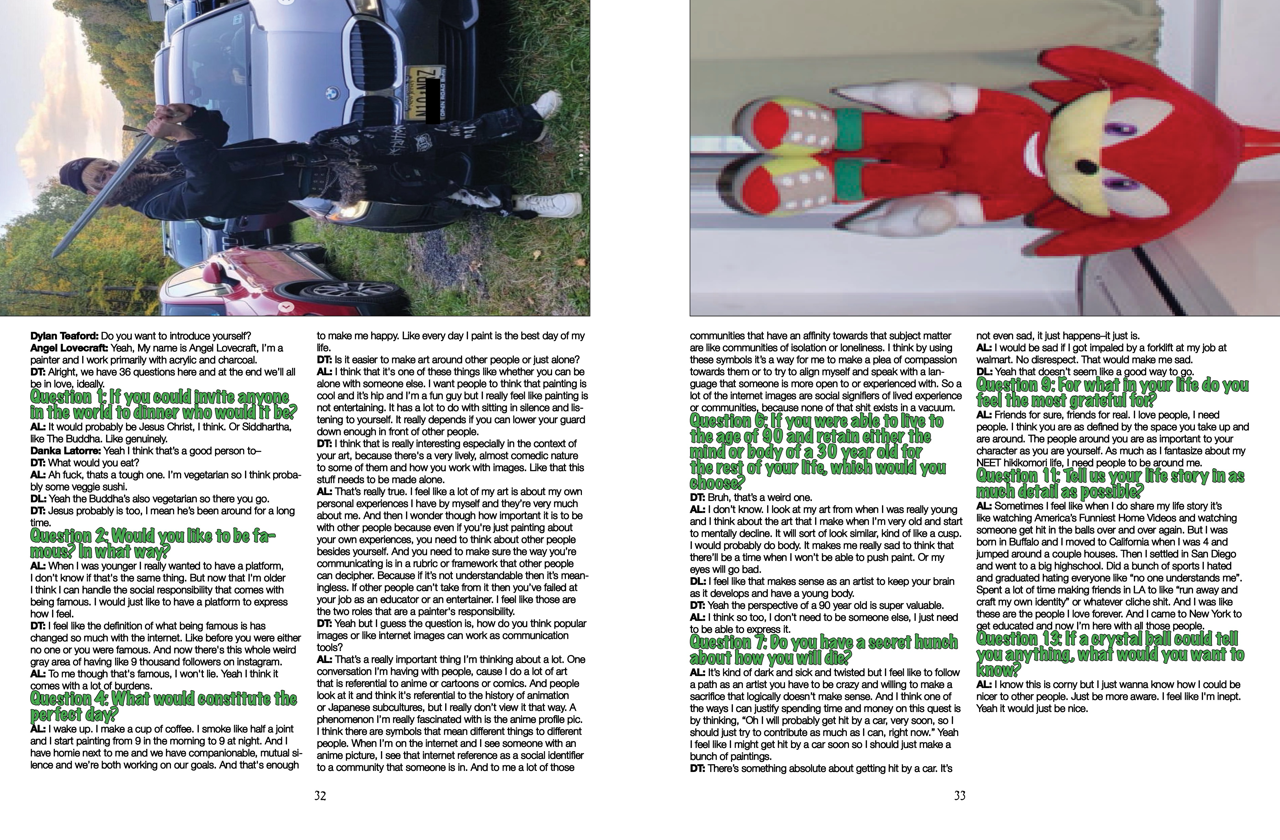 Dylan Teaford: Do you want to introduce yourself?
Angel Lovecraft: Yeah, My name is Angel Lovecraft, I'm a
painter and I work primarily with acrylic and charcoal.
DT: Alright, we have 36 questions here and at the end we'll all
be in love, ideally.
Question 1: If you could invite anyone
in the world to dinner who would it be?
AL: It would probably be Jesus Christ, I think. Or Siddhartha,
like The Buddha. Like genuinely.
Danka Latorre: Yeah I think that's a good person to–
DT: What would you eat?
AL: Ah fuck, thats a tough one. I'm vegetarian so I think proba-
bly some veggie sushi.
DL: Yeah the Buddha's also vegetarian so there you go.
DT: Jesus probably is too, I mean he's been around for a long
time.
Question 2: Would you like to be fa-
mous? In what way?
AL: When I was younger I really wanted to have a platform,
I don't know if that's the same thing. But now that I'm older
I think I can handle the social responsibility that comes with
being famous. I would just like to have a platform to express
how I feel.
DT: I feel like the definition of what being famous is has
changed so much with the internet. Like before you were either
no one or you were famous. And now there's this whole weird
gray area of having like 9 thousand followers on instagram.
AL: To me though that's famous, I won't lie. Yeah I think it
comes with a lot of burdens.
Question 4: What would constitute the
perfect day?
AL: I wake up. I make a cup of coffee. I smoke like half a joint
and I start painting from 9 in the morning to 9 at night. And I
have homie next to me and we have companionable, mutual si-
lence and we're both working on our goals. And that's enough
to make me happy. Like every day I paint is the best day of my
life.
DT: Is it easier to make art around other people or just alone?
AL: I think that it's one of these things like whether you can be
alone with someone else. I want people to think that painting is
cool and it's hip and I'm a fun guy but I really feel like painting is
not entertaining. It has a lot to do with sitting in silence and lis-
tening to yourself. It really depends if you can lower your guard
down enough in front of other people.
DT: I think that is really interesting especially in the context of
your art, because there's a very, almost comedic nature
to some of them and how you work with images. Like that this
stuff needs to be made alone.
AL: That's really true. I feel like a lot of my art is about my own
personal experiences I have by myself and they're very much
about me. And then I wonder though how important it is to be
with other people because even if you're just painting about
your own experiences, you need to think about other people
besides yourself. And you need to make sure the way you're
communicating is in a rubric or framework that other people
can decipher. Because if it's not understandable then it's mean-
ingless. If other people can't take from it then you've failed at
your job as an educator or an entertainer. I feel like those are
the two roles that are a painter's responsibility.
DT: Yeah but I guess the question is, how do you think popular
images or like internet images can work as communication
tools?
AL: That's a really important thing I'm thinking about a lot. One
conversation I'm having with people, cause I do a lot of art
that is referential to anime or cartoons or comics. And people
look at it and think it's referential to the history of animation
or Japanese subcultures, but I really don't view it that way. A
phenomenon I'm really fascinated with is the anime profile pic.
I think there are symbols that mean different things to different
people. When I'm on the internet and I see someone with an
anime picture, I see that internet reference as a social identifier
to a community that someone is in. And to me a lot of those
32
communities that have an affinity towards that subject matter
are like communities of isolation or loneliness. I think by using
these symbols it's a way for me to make a plea of compassion
towards them or to try to align myself and speak with a lan-
guage that someone is more open to or experienced with. So a
lot of the internet images are social signifiers of lived experience
or communities, because none of that shit exists in a vacuum.
Question 6: If you were able to live to
the age of 90 and retain either the
mind or body of a 30 year old for
the rest of your life, which would you
choose?
DT: Bruh, that's a weird one.
AL: I don't know. I look at my art from when I was really young
and I think about the art that I make when I'm very old and start
to mentally decline. It will sort of look similar, kind of like a cusp.
I would probably do body. It makes me really sad to think that
there'll be a time when I won't be able to push paint. Or my
eyes will go bad.
DL: I feel like that makes sense as an artist to keep your brain
as it develops and have a young body.
DT: Yeah the perspective of a 90 year old is super valuable.
AL: I think so too, I don't need to be someone else, I just need
to be able to express it.
Question 7: Do you have a secret hunch
about how you will die?
AL: It's kind of dark and sick and twisted but I feel like to follow
a path as an artist you have to be crazy and willing to make a
sacrifice that logically doesn't make sense. And I think one of
the ways I can justify spending time and money on this quest is
by thinking, "Oh I will probably get hit by a car, very soon, so I
should just try to contribute as much as I can, right now." Yeah
I feel like I might get hit by a car soon so I should just make a
bunch of paintings.
DT: There's something absolute about getting hit by a car. It's
not even sad, it just happens–it just is.
AL: I would be sad if I got impaled by a forklift at my job at
walmart. No disrespect. That would make me sad.
DL: Yeah that doesn't seem like a good way to go.
Question 9: For what in your life do you
feel the most grateful for?
AL: Friends for sure, friends for real. I love people, I need
people. I think you are as defined by the space you take up and
are around. The people around you are as important to your
character as you are yourself. As much as I fantasize about my
NEET hikikomori life, I need people to be around me.
Question 11: Tell us your life story in as
much detail as possible?
AL: Sometimes I feel like when I do share my life story it's
like watching America's Funniest Home Videos and watching
someone get hit in the balls over and over again. But I was
born in Buffalo and I moved to California when I was 4 and
jumped around a couple houses. Then I settled in San Diego
and went to a big highschool. Did a bunch of sports I hated
and graduated hating everyone like "no one understands me".
Spent a lot of time making friends in LA to like "run away and
craft my own identity" or whatever cliche shit. And I was like
these are the people I love forever. And I came to New York to
get educated and now I'm here with all those people.
Question 13: If a crystal ball could tell
you anything, what would you want to
know?
AL: I know this is corny but I just wanna know how I could be
nicer to other people. Just be more aware. I feel like I'm inept.
Yeah it would just be nice.
33